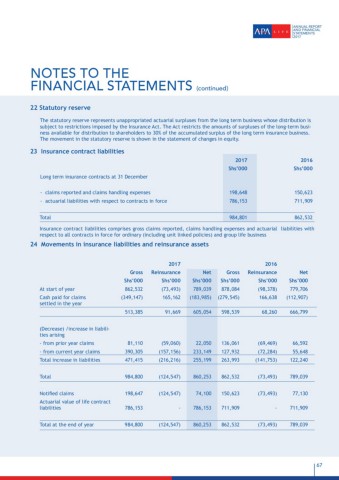 APA LIFE
ANNUAL REPORT
AND FINANCIAL
STATEMENTS
2017
NOTES TO THE
FINANCIAL STATEMENTS (continued)
22 Statutory reserve
The statutory reserve represents unappropriated actuarial surpluses from the long term business whose distribution is
subject to restrictions imposed by the Insurance Act. The Act restricts the amounts of surpluses of the long-term busi-
ness available for distribution to shareholders to 30% of the accumulated surplus of the long term insurance business.
The movement in the statutory reserve is shown in the statement of changes in equity.
23 Insurance contract liabilities
2017 2016
Shs'000 Shs'000
Long term insurance contracts at 31 December
- claims reported and claims handling expenses 198,648 150,623
- actuarial liabilities with respect to contracts in force 786,153 711,909
Total 984,801 862,532
Insurance contract liabilities comprises gross claims reported, claims handling expenses and actuarial liabilities with
respect to all contracts in force for ordinary (including unit linked policies) and group life business
24 Movements in insurance liabilities and reinsurance assets
2017 2016
Gross Reinsurance Net Gross Reinsurance Net
Shs'000 Shs'000 Shs'000 Shs'000 Shs'000 Shs'000
At start of year 862,532 (73,493) 789,039 878,084 (98,378) 779,706
Cash paid for claims (349,147) 165,162 (183,985) (279,545) 166,638 (112,907)
settled in the year
513,385 91,669 605,054 598,539 68,260 666,799
(Decrease) /increase in liabili-
ties arising
- from prior year claims 81,110 (59,060) 22,050 136,061 (69,469) 66,592
- from current year claims 390,305 (157,156) 233,149 127,932 (72,284) 55,648
Total increase in liabilities 471,415 (216,216) 255,199 263,993 (141,753) 122,240
Total 984,800 (124,547) 860,253 862,532 (73,493) 789,039
Notified claims 198,647 (124,547) 74,100 150,623 (73,493) 77,130
Actuarial value of life contract
liabilities 786,153 - 786,153 711,909 - 711,909
Total at the end of year 984,800 (124,547) 860,253 862,532 (73,493) 789,039
67